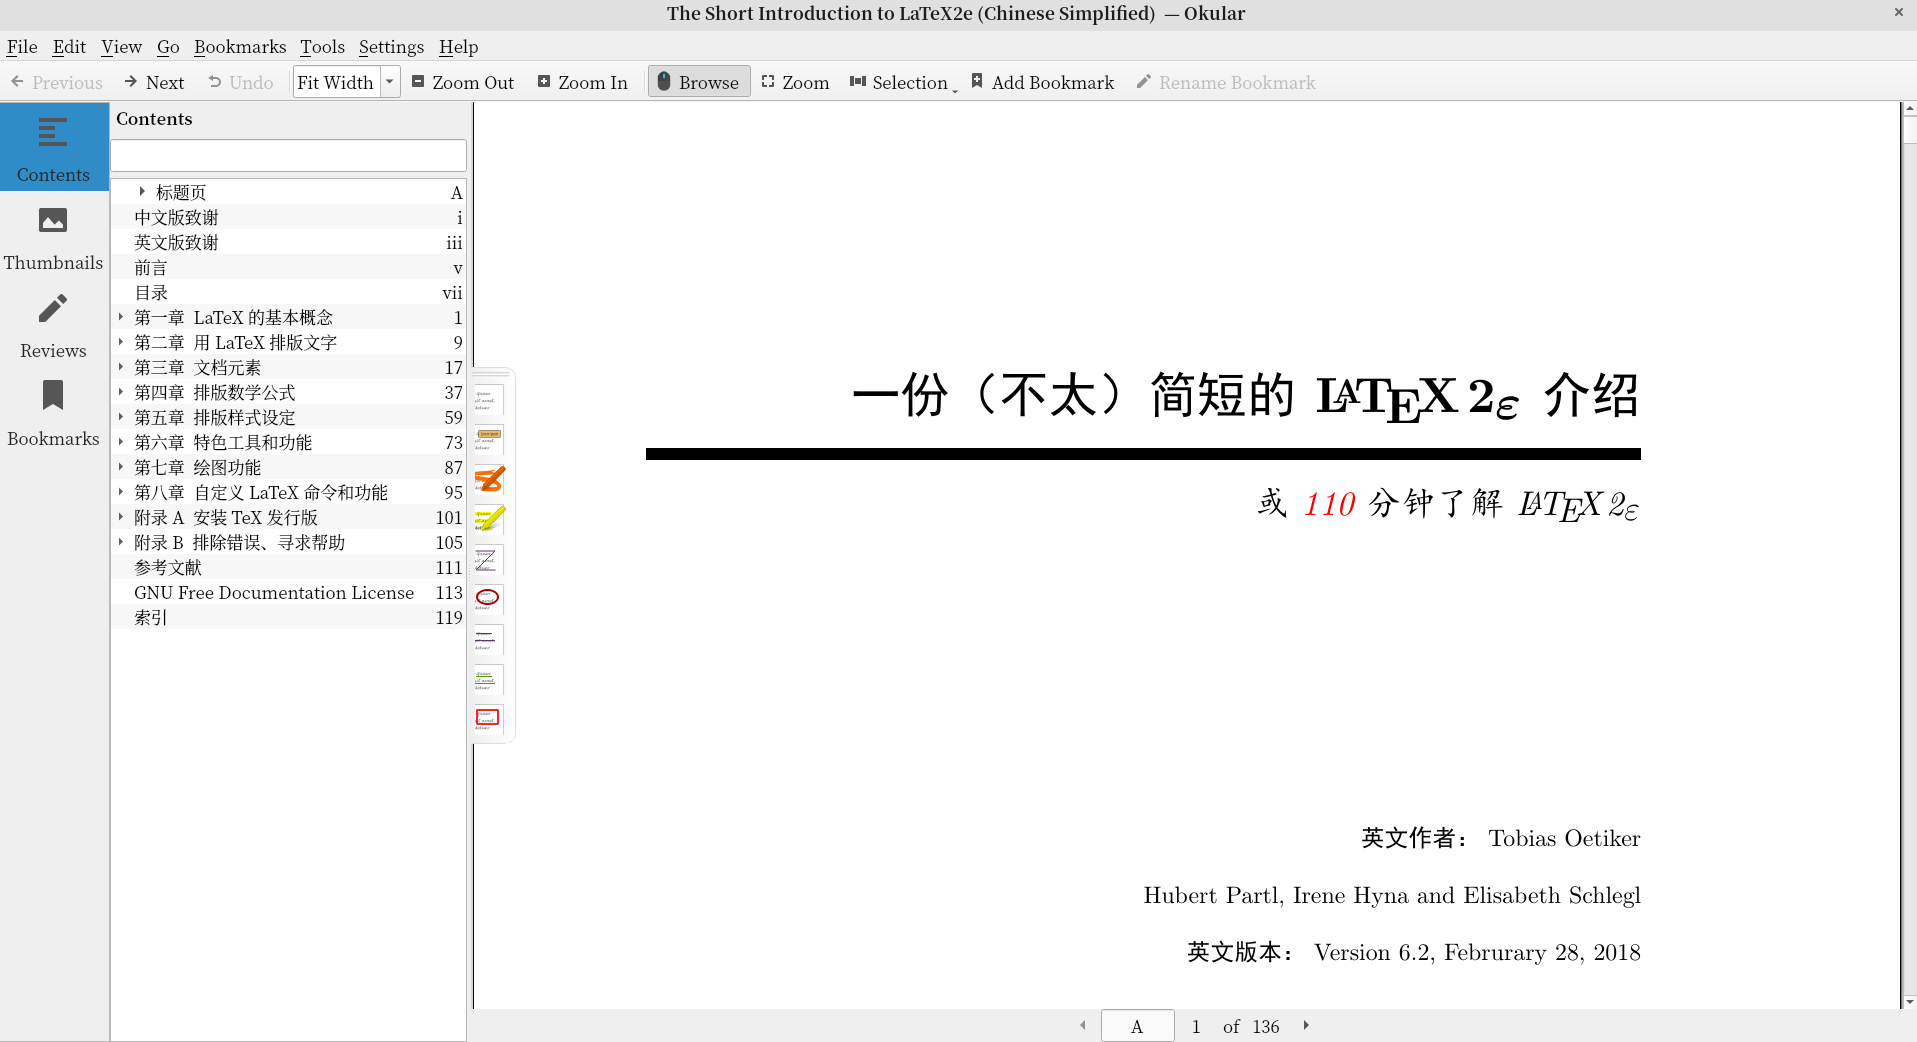 The Short Introduction to LaTeX2e (Chinese Simplified) — Okular
File Edit View Go Bookmarks Tools Settings Help
Previous Next Undo Fit Width Zoom Out Zoom In Browse Zoom Selection Add Bookmark Rename Bookmark
Contents
Thumbnails
Reviews
Bookmarks
Contents
标题页 A
中文版致谢 i
英文版致谢 iii
前言 v
目录 vii
第一章 LaTeX 的基本概念 1
第二章 用 LaTeX 排版文字 9
第三章 文档元素 17
第四章 排版数学公式 37
第五章 排版样式设定 59
第六章 特色工具和功能 73
第七章 绘图功能 87
第八章 自定义 LaTeX 命令和功能 95
附录 A 安装 TeX 发行版 101
附录 B 排除错误、寻求帮助 105
参考文献 111
GNU Free Documentation License 113
索引 119
一份（不太）简短的 LATEX 2ε 介绍
或 110 分钟了解 LATEX 2ε
英文作者： Tobias Oetiker
Hubert Partl, Irene Hyna and Elisabeth Schlegl
英文版本： Version 6.2, Februrary 28, 2018
A 1 of 136